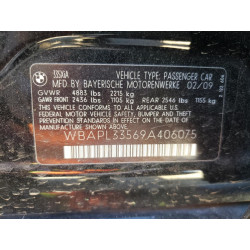 335XIA
VEHICLE TYPE: PASSENGER CAR
MFD BY BAYERISCHE MOTORENWERKE 02/09
GVWR 4883 lbs 2215 kg
GAWR
FRONT 2436 lbs 1105 kg REAR 2546 lbs 1155 kg
THIS VEHICLE CONFORMS TO ALL APPLICABLE
U.S. FEDERAL MOTOR VEHICLE SAFETY, BUMPER,
AND THEFT PREVENTION STANDARDS IN EFFECT ON
THE DATE OF MANUFACTURE SHOWN ABOVE.
WBAPL33569A406075